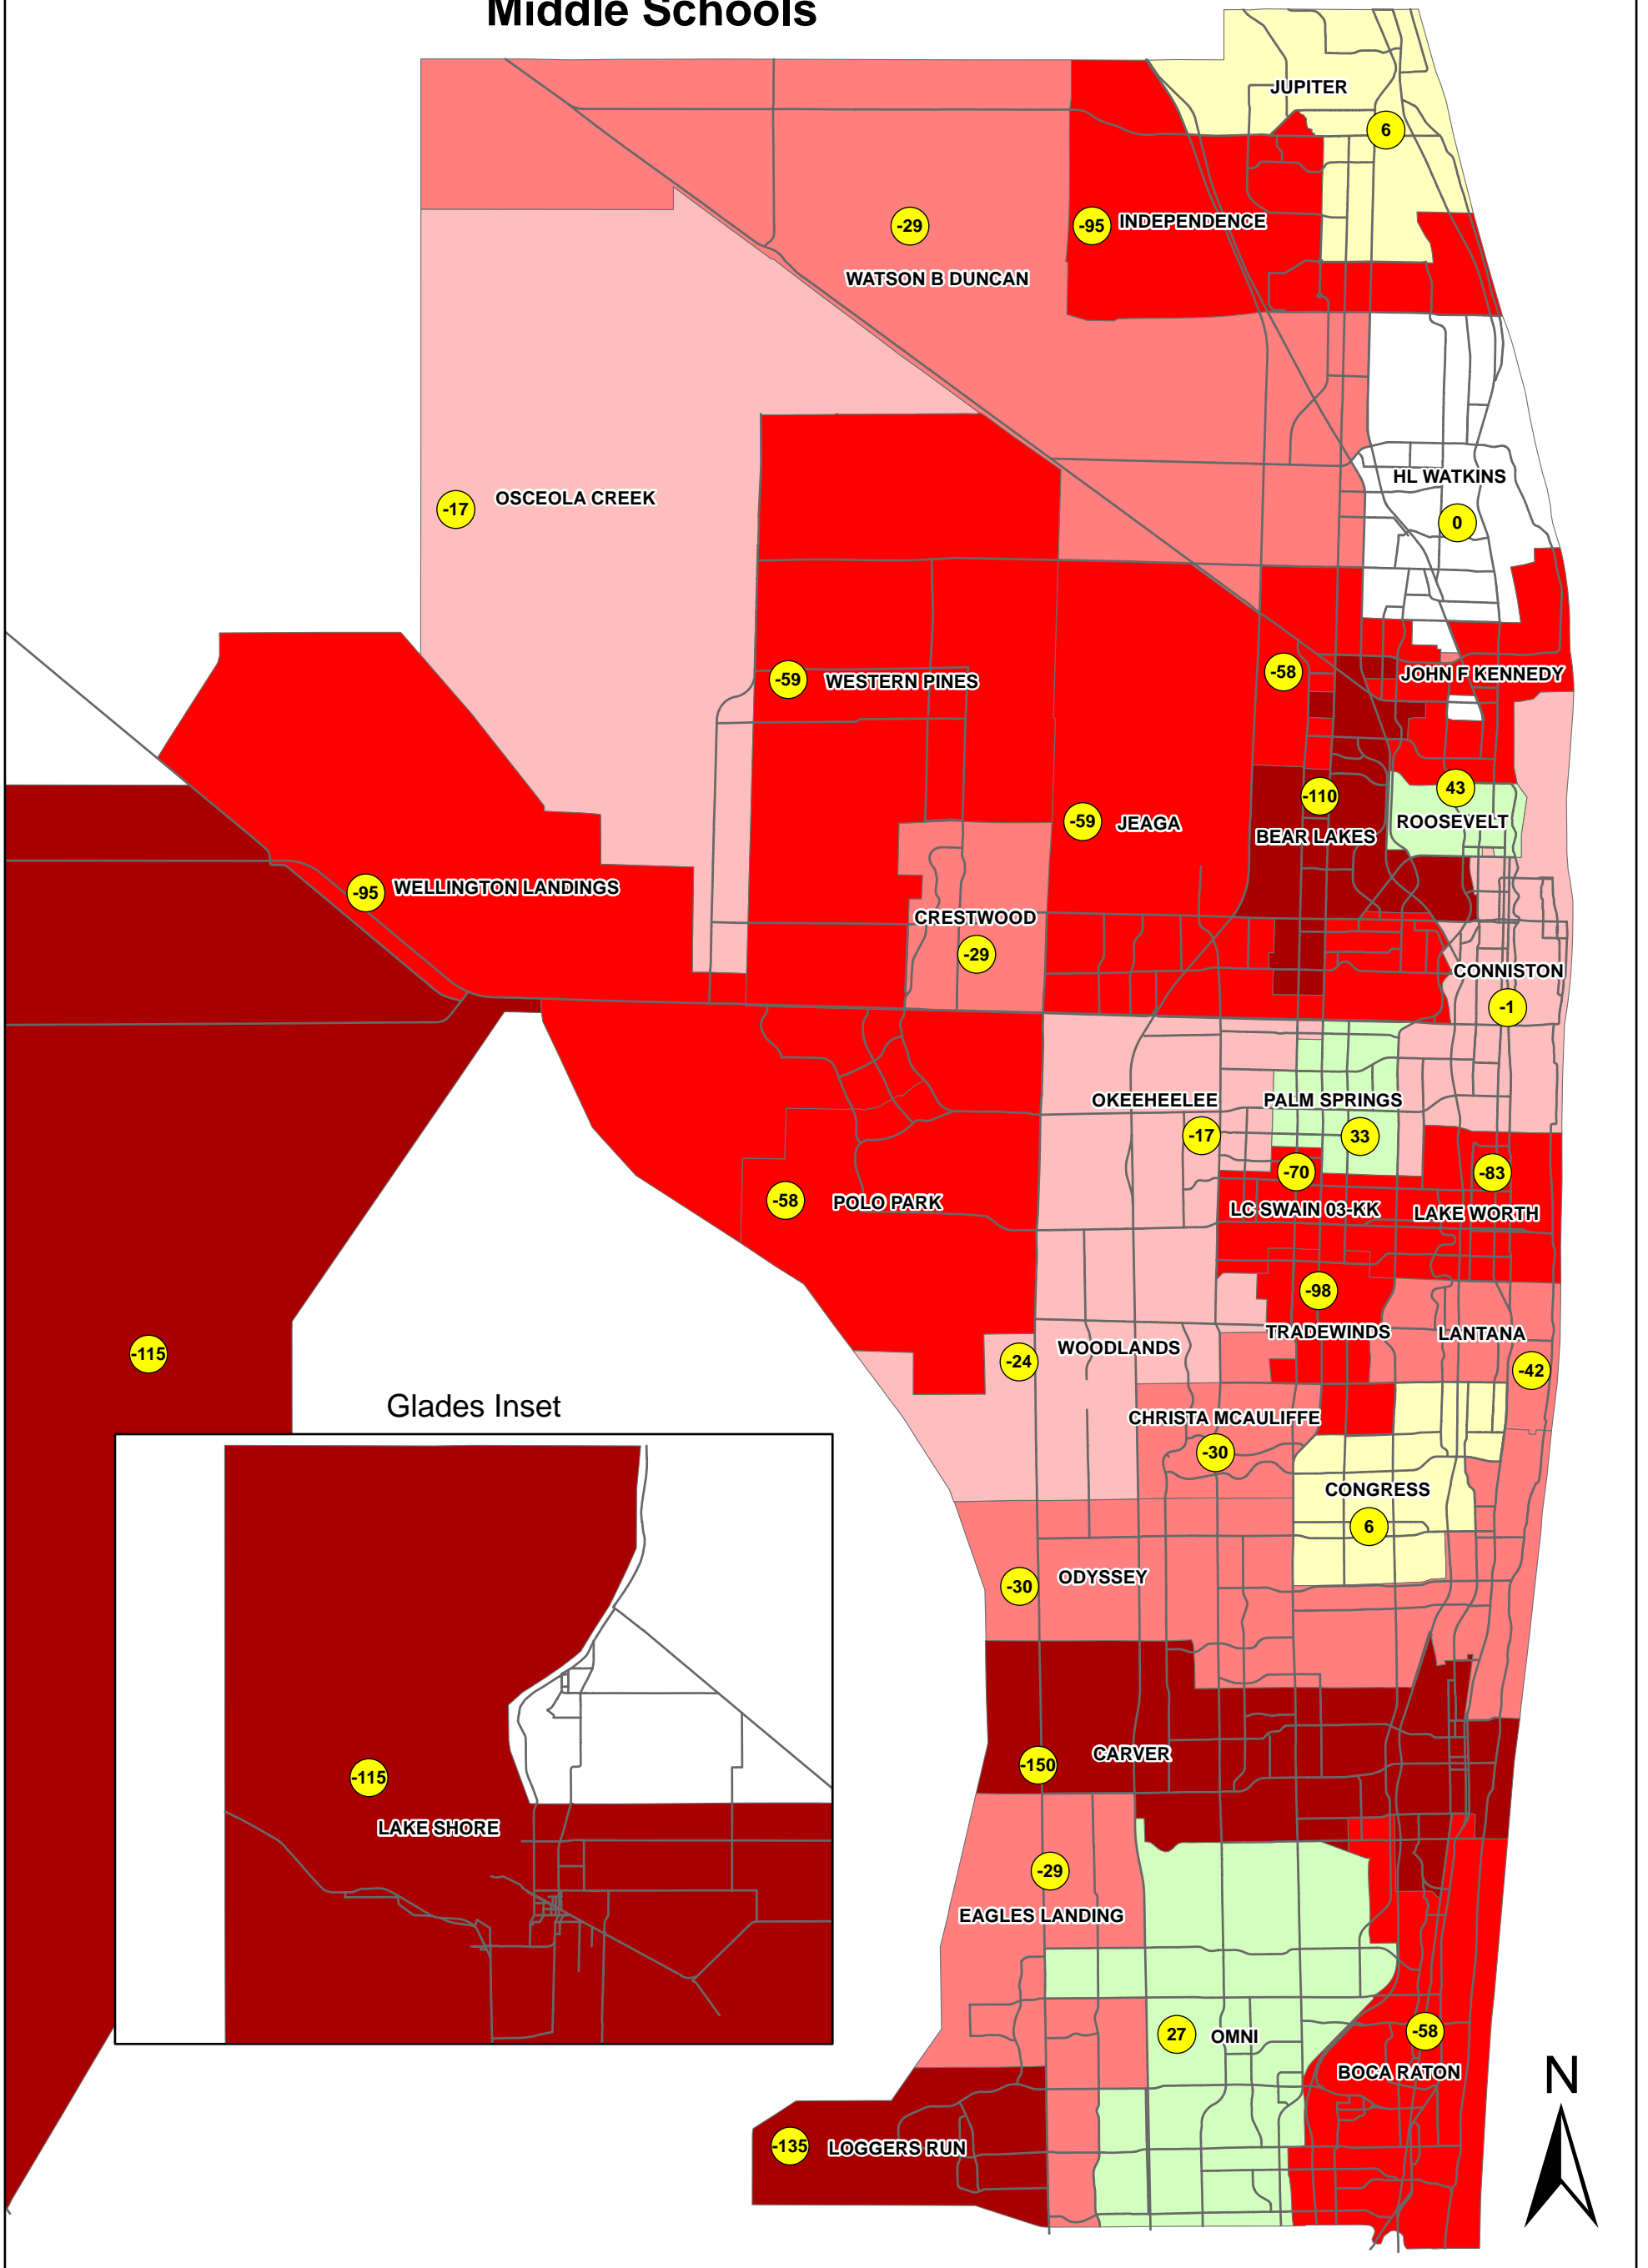 Middle Schools
JUPITER
6
-29
-95
INDEPENDENCE
WATSON B DUNCAN
HL WATKINS
-17
OSCEOLA CREEK
0
-59
WESTERN PINES
-58
JOHN F KENNEDY
-110
43
-59
JEAGA
ROOSEVELT
BEAR LAKES
-95
WELLINGTON LANDINGS
CRESTWOOD
-29
CONNISTON
-1
OKEEHEELEE
PALM SPRINGS
-17
33
-70
-83
-58
POLO PARK
LC SWAIN 03-KK
LAKE WORTH
-98
TRADEWINDS
LANTANA
-115
-24
WOODLANDS
-42
Glades Inset
CHRISTA MCAULIFFE
-30
CONGRESS
6
-30
ODYSSEY
-150
CARVER
-115
LAKE SHORE
-29
EAGLES LANDING
27
OMNI
-58
BOCA RATON
N
-135
LOGGERS RUN